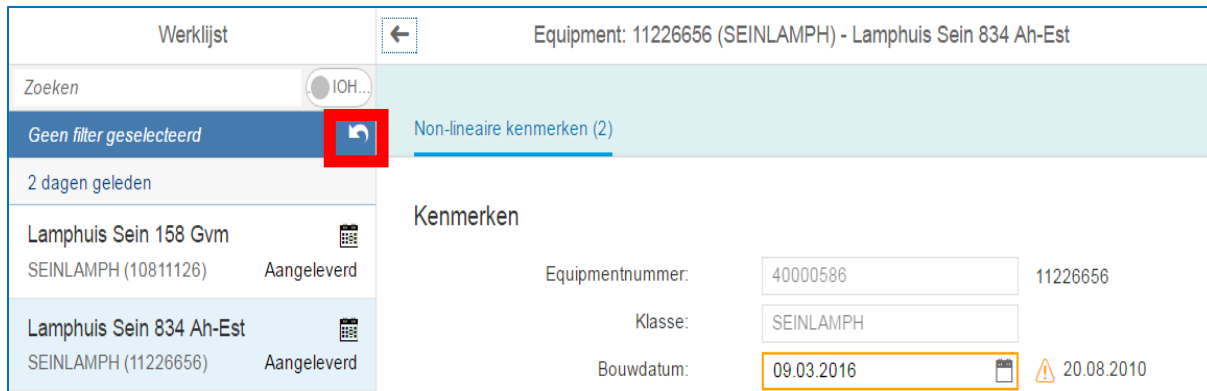 Werklijst
Equipment: 11226656 (SEINLAMPH) - Lamphuis Sein 834 Ah-Est
Zoeken
IOH...
Geen filter geselecteerd
2 dagen geleden
Lamphuis Sein 158 Gvm
SEINLAMPH (10811126) Aangeleverd
Lamphuis Sein 834 Ah-Est
SEINLAMPH (11226656) Aangeleverd
Non-lineaire kenmerken (2)
Kenmerken
Equipmentnummer: 40000586 11226656
Klasse: SEINLAMPH
Bouwdatum: 09.03.2016 20.08.2010